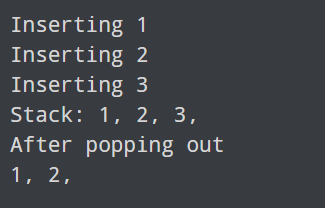 Inserting 1
Inserting 2
Inserting 3
Stack: 1, 2, 3,
After popping out
1, 2,